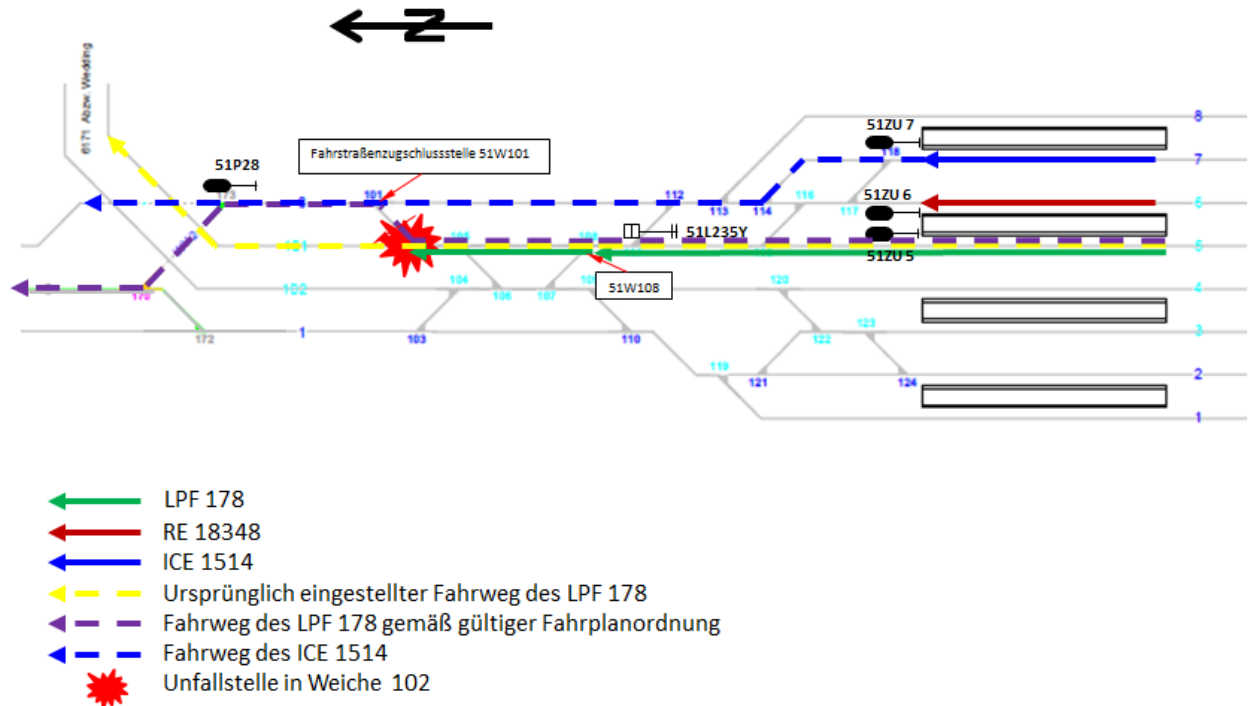 N
6171 Abzw. Wedding
8
51ZU 7
Fahrstraßenzugschlussstelle 51W101
118
7
51P28
173
101
112
51ZU 6
113
114
116
117
6
51L235Y
5
51ZU 5
51W108
104
106
107
102
120
4
170
172
1
103
110
123
122
3
119
121
124
2
1
LPF 178
RE 18348
ICE 1514
Ursprünglich eingestellter Fahrweg des LPF 178
Fahrweg des LPF 178 gemäß gültiger Fahrplanordnung
Fahrweg des ICE 1514
Unfallstelle in Weiche 102